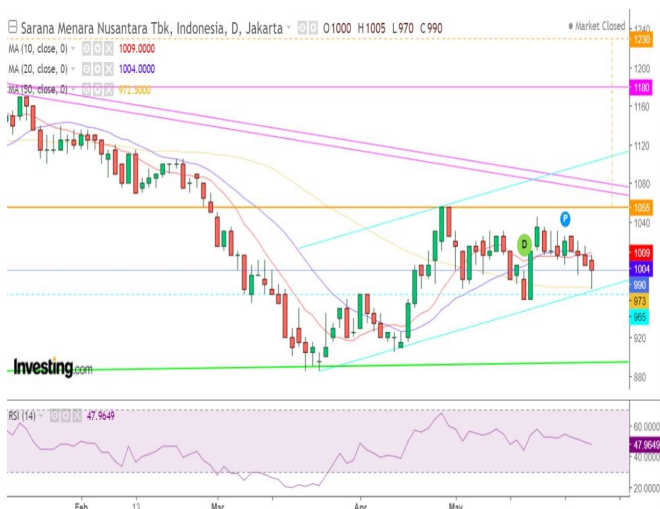 Sarana Menara Nusantara Tbk, Indonesia, D, Jakarta O1000 H1005 L970 C990
Market Closed
MA (10, close, 0) 1009.0000
MA (20, close, 0) 1004.0000
MA (50, close, 0) 972.5000
1240
1230
1200
1180
1160
1120
1080
1055
1040
1009
1004
990
973
965
920
880
D
P
Investing.com
RSI (14) 47.9649
60.0000
47.9649
40.0000
20.0000
Feb 13 Mar Apr May